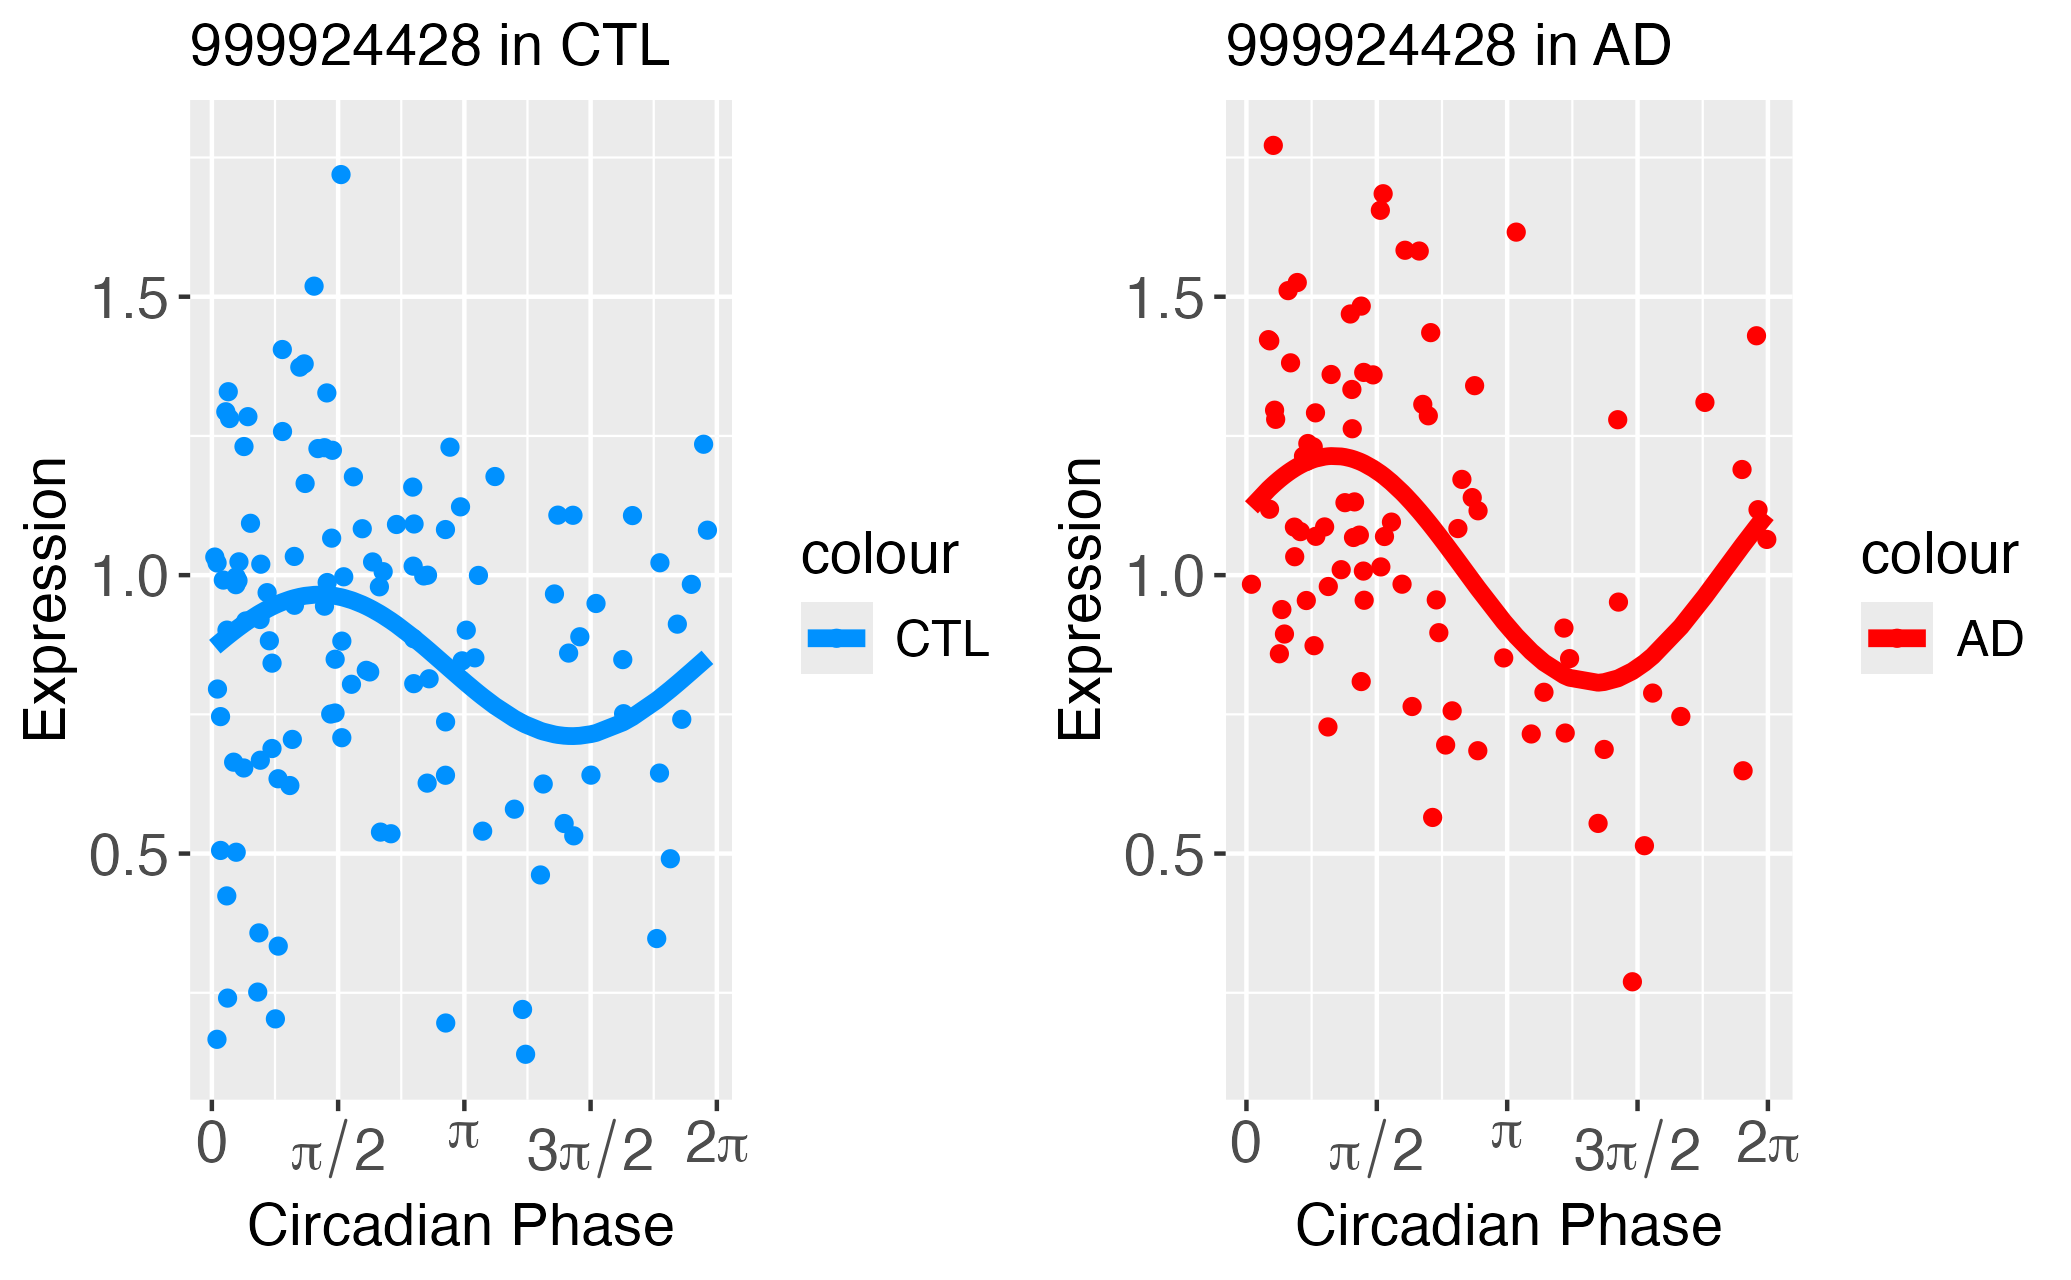 999924428 in CTL
999924428 in AD
Expression
1.5
1.0
0.5
0
π/2
π
3π/2
2π
Circadian Phase
colour
CTL
Expression
1.5
1.0
0.5
0
π/2
π
3π/2
2π
Circadian Phase
colour
AD